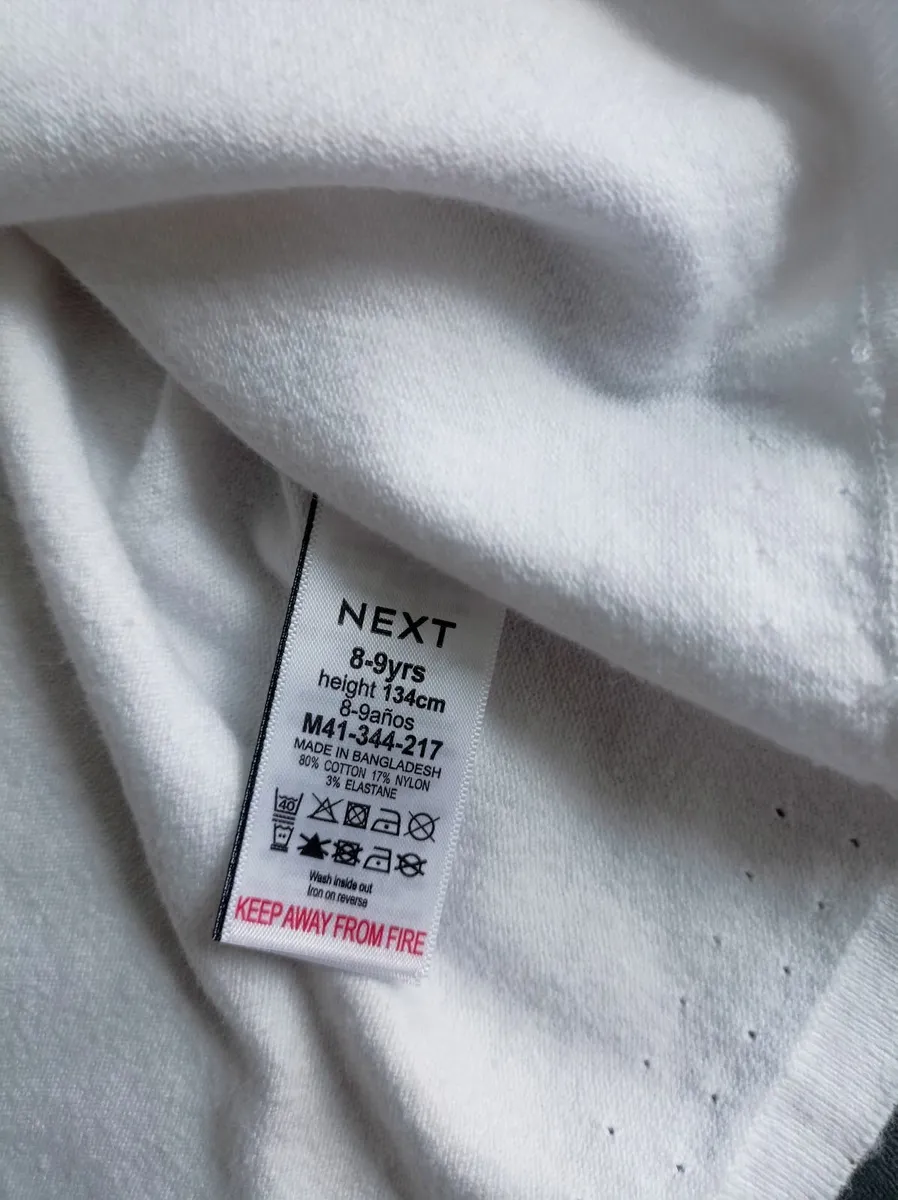 NEXT
8-9yrs
height 134cm
8-9años
M41-344-217
MADE IN BANGLADESH
80% COTTON 17% NYLON
3% ELASTANE
40
Wash inside out
Iron on reverse
KEEP AWAY FROM FIRE